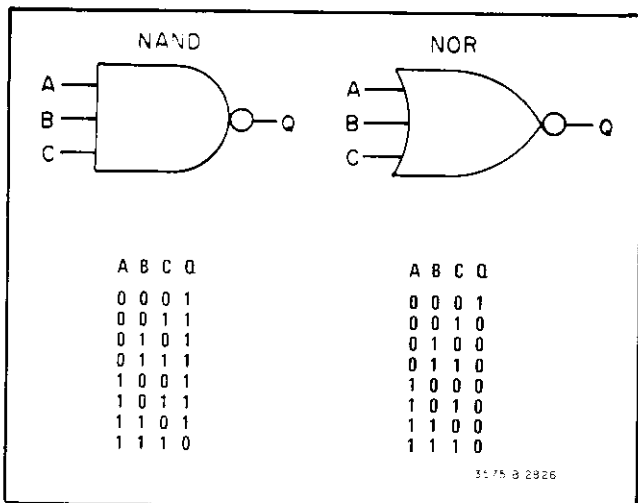 NAND
NOR
A
B
C
Q
A
B
C
Q
A B C Q
0 0 0 1
0 0 1 1
0 1 0 1
0 1 1 1
1 0 0 1
1 0 1 1
1 1 0 1
1 1 1 0
A B C Q
0 0 0 1
0 0 1 0
0 1 0 0
0 1 1 0
1 0 0 0
1 0 1 0
1 1 0 0
1 1 1 0
3575 B 2826